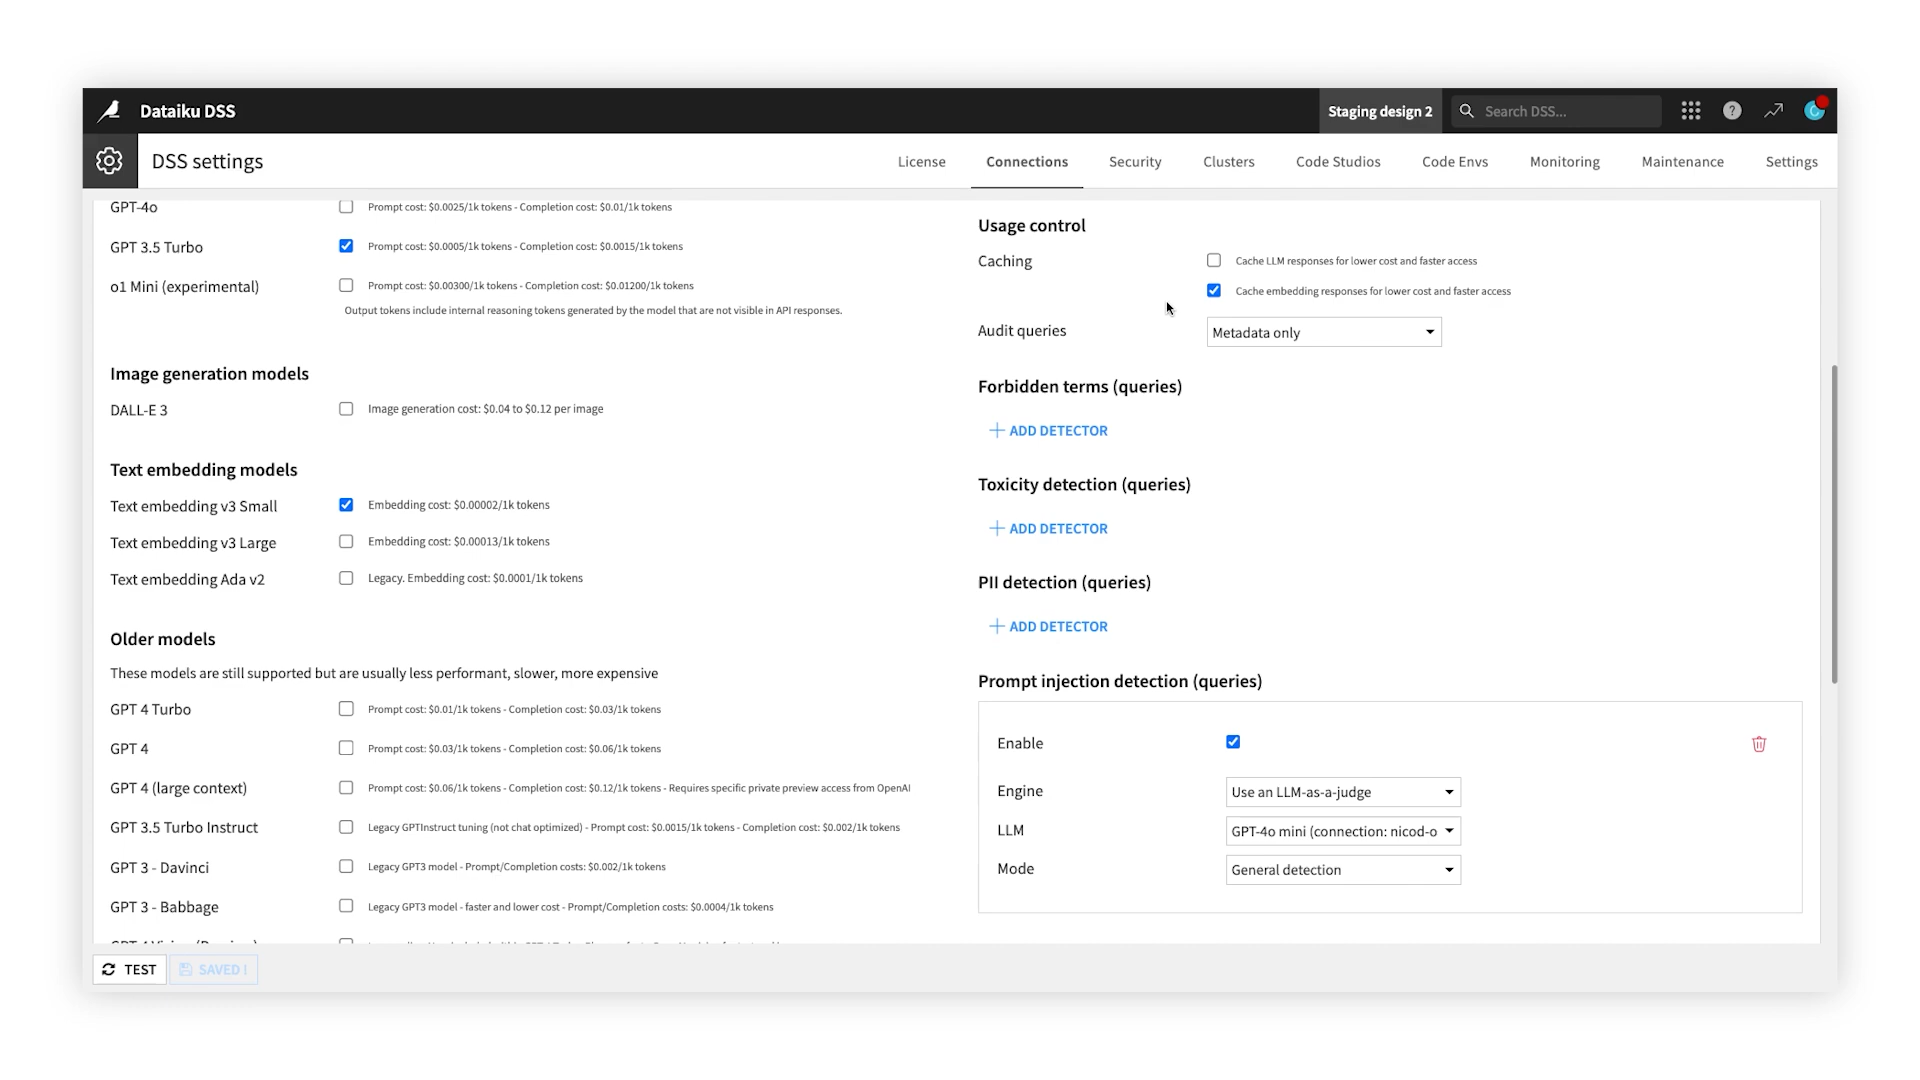 Dataiku DSS
Staging design 2
Search DSS...
DSS settings
License
Connections
Security
Clusters
Code Studios
Code Envs
Monitoring
Maintenance
Settings
GPT-4o
Prompt cost: $0.0025/1k tokens - Completion cost: $0.01/1k tokens
GPT 3.5 Turbo
Prompt cost: $0.0005/1k tokens - Completion cost: $0.0015/1k tokens
o1 Mini (experimental)
Prompt cost: $0.00300/1k tokens - Completion cost: $0.01200/1k tokens
Output tokens include internal reasoning tokens generated by the model that are not visible in API responses.
Image generation models
DALL-E 3
Image generation cost: $0.04 to $0.12 per image
Text embedding models
Text embedding v3 Small
Embedding cost: $0.00002/1k tokens
Text embedding v3 Large
Embedding cost: $0.00013/1k tokens
Text embedding Ada v2
Legacy. Embedding cost: $0.0001/1k tokens
Older models
These models are still supported but are usually less performant, slower, more expensive
GPT 4 Turbo
Prompt cost: $0.01/1k tokens - Completion cost: $0.03/1k tokens
GPT 4
Prompt cost: $0.03/1k tokens - Completion cost: $0.06/1k tokens
GPT 4 (large context)
Prompt cost: $0.06/1k tokens - Completion cost: $0.12/1k tokens - Requires specific private preview access from OpenAI
GPT 3.5 Turbo Instruct
Legacy GPTInstruct tuning (not chat optimized) - Prompt cost: $0.0015/1k tokens - Completion cost: $0.002/1k tokens
GPT 3 - Davinci
Legacy GPT3 model - Prompt/Completion costs: $0.002/1k tokens
GPT 3 - Babbage
Legacy GPT3 model - faster and lower cost - Prompt/Completion costs: $0.0004/1k tokens
Usage control
Caching
Cache LLM responses for lower cost and faster access
Cache embedding responses for lower cost and faster access
Audit queries
Metadata only
Forbidden terms (queries)
ADD DETECTOR
Toxicity detection (queries)
ADD DETECTOR
PII detection (queries)
ADD DETECTOR
Prompt injection detection (queries)
Enable
Engine
Use an LLM-as-a-judge
LLM
GPT-4o mini (connection: nicod-o
Mode
General detection
TEST
SAVED !